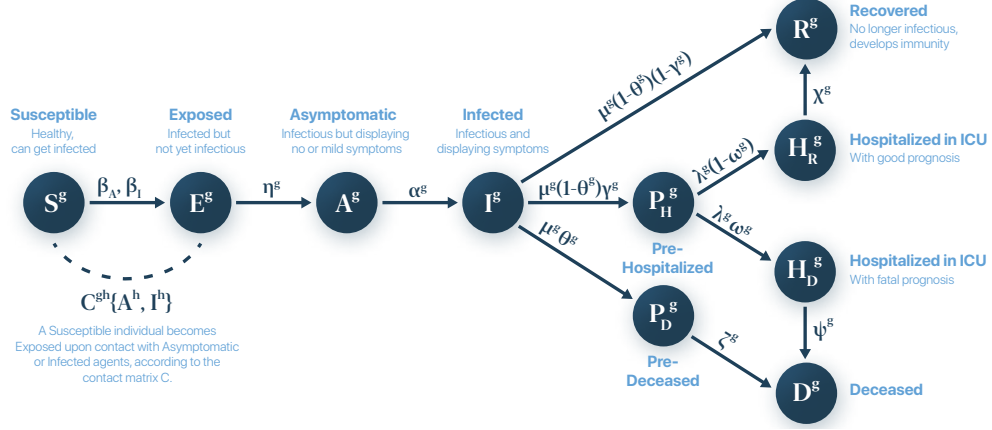 Recovered
No longer infectious,
develops immunity
R^g
μ^g(1-θ^g)(1-γ^g)
χ^g
Susceptible
Healthy,
can get infected
Exposed
Infected but
not yet infectious
Asymptomatic
Infectious but displaying
no or mild symptoms
Infected
Infectious and
displaying symptoms
H_R^g
Hospitalized in ICU
With good prognosis
λ^g(1-ω^g)
S^g
β_A, β_I
E^g
η^g
A^g
α^g
I^g
μ^g(1-θ^g)γ^g
P_H^g
Pre-
Hospitalized
λ^gω^g
μ^gθ^g
H_D^g
Hospitalized in ICU
With fatal prognosis
C^gh{A^h, I^h}
A Susceptible individual becomes
Exposed upon contact with Asymptomatic
or Infected agents, according to the
contact matrix C.
P_D^g
Pre-
Deceased
ζ^g
ψ^g
D^g
Deceased